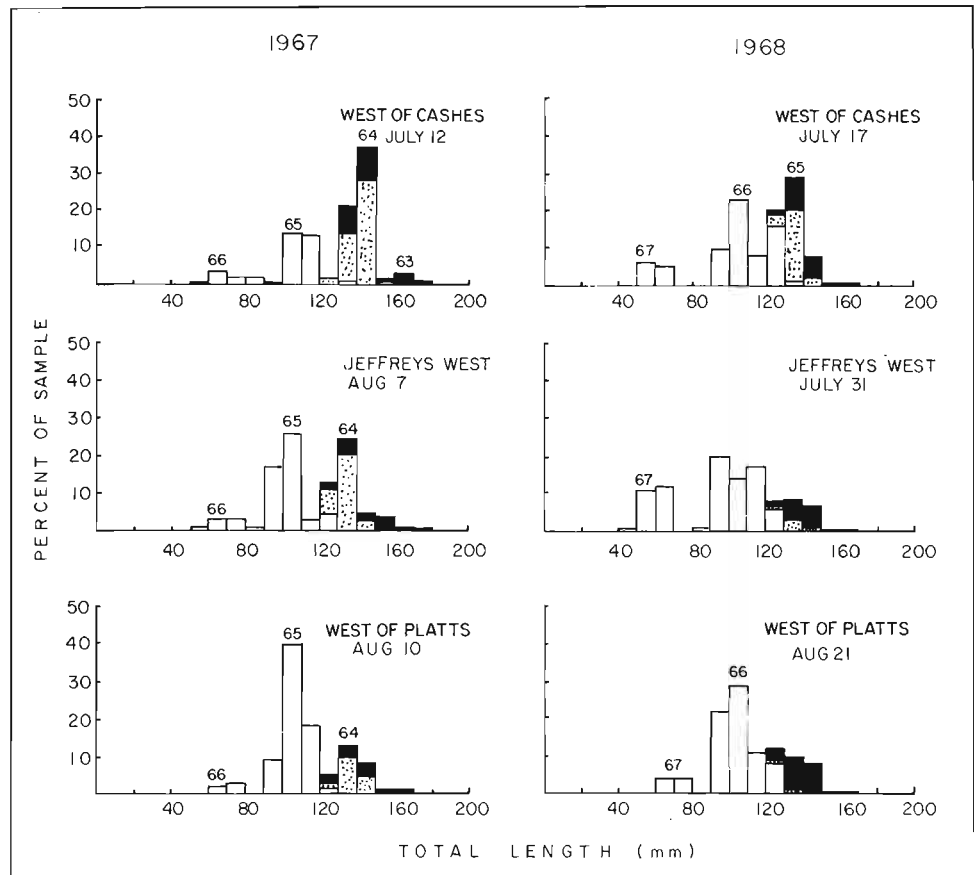 1967
1968
50
40
30
20
10
WEST OF CASHES
JULY 12
66
65
64
63
40 80 120 160 200
WEST OF CASHES
JULY 17
67
66
65
40 80 120 160 200
PERCENT OF SAMPLE
50
40
30
20
10
JEFFREYS WEST
AUG 7
66
65
64
40 80 120 160 200
JEFFREYS WEST
JULY 31
67
40 80 120 160 200
50
40
30
20
10
WEST OF PLATTS
AUG 10
66
65
64
40 80 120 160 200
WEST OF PLATTS
AUG 21
67
66
40 80 120 160 200
TOTAL LENGTH (mm)